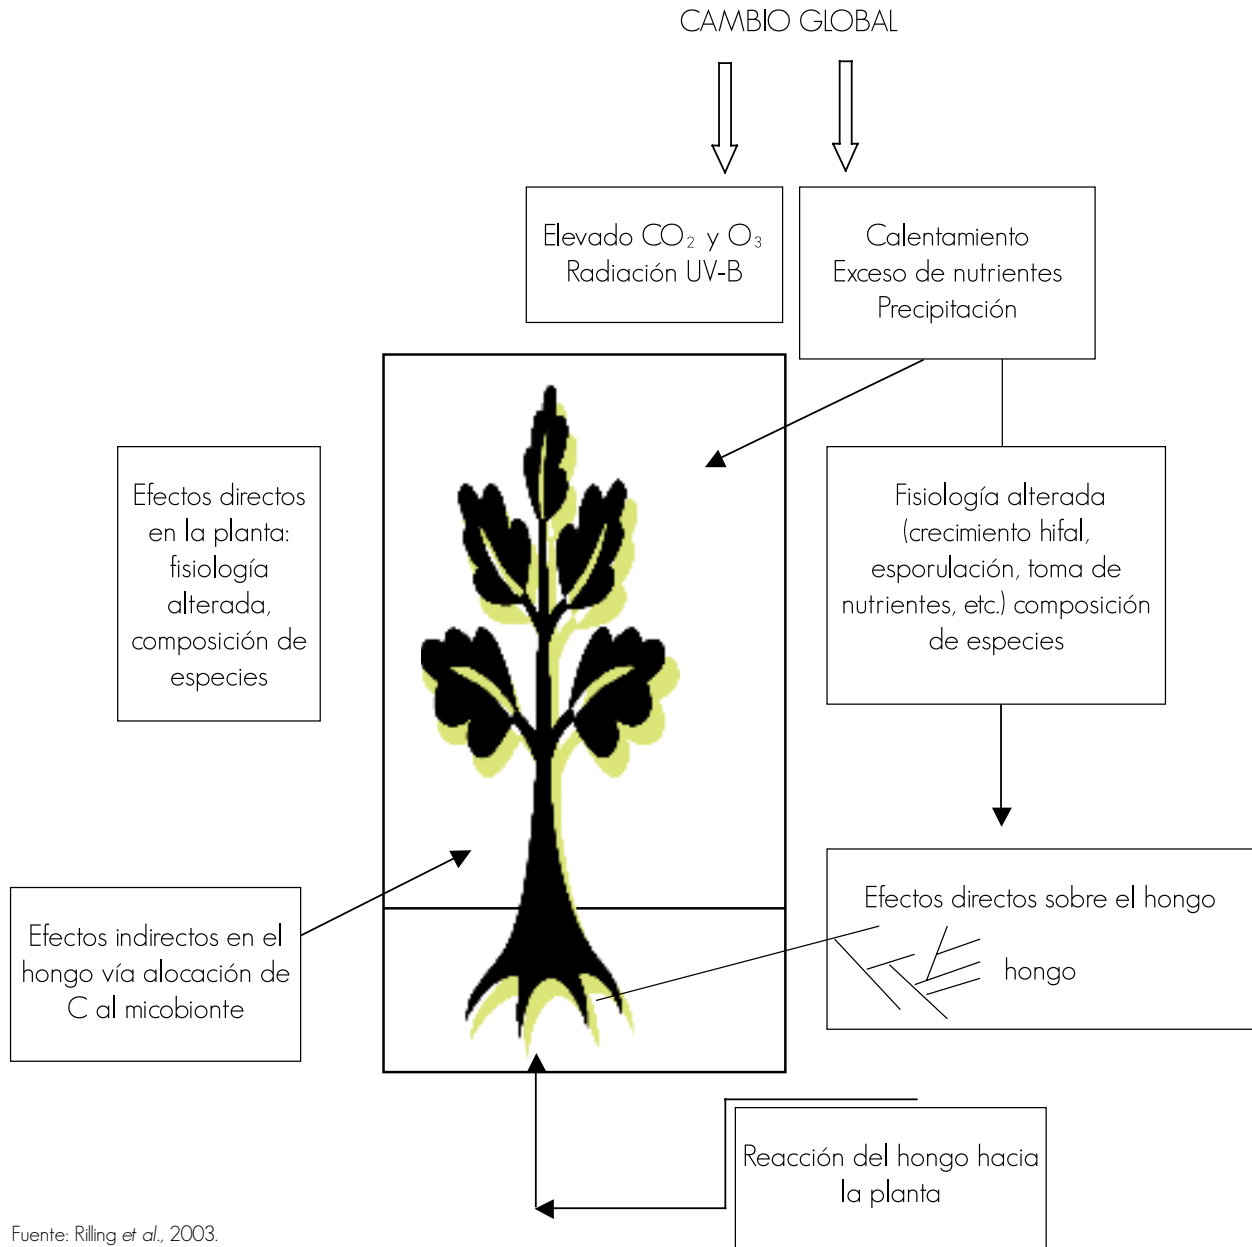 CAMBIO GLOBAL
Elevado CO₂ y O₃
Radiación UV-B
Calentamiento
Exceso de nutrientes
Precipitación
Efectos directos
en la planta:
fisiología
alterada,
composición de
especies
Fisiología alterada
(crecimiento hifal,
esporulación, toma de
nutrientes, etc.) composición
de especies
Efectos indirectos en el
hongo vía alocación de
C al micobionte
Efectos directos sobre el hongo
hongo
Reacción del hongo hacia
la planta
Fuente: Rilling et al., 2003.